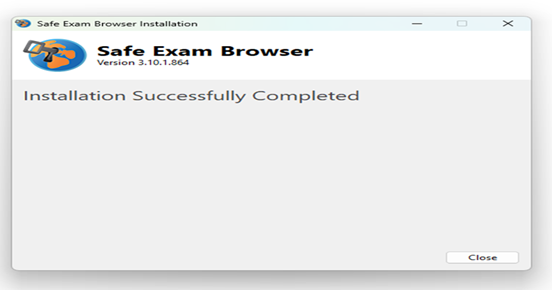 Safe Exam Browser Installation
Safe Exam Browser
Version 3.10.1.864
Installation Successfully Completed
Close